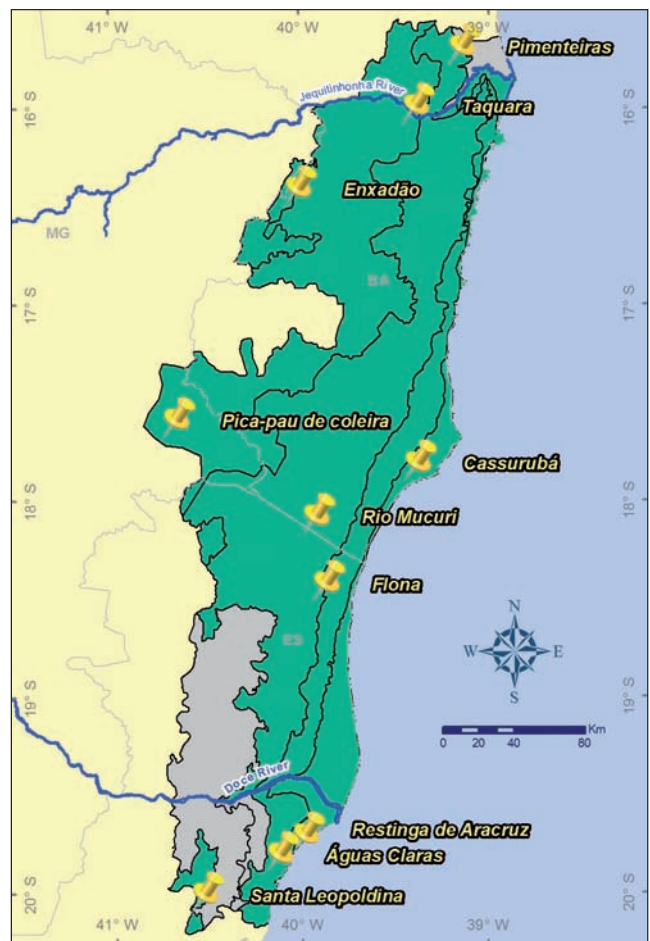 41° W
40° W
39° W
Pimenteiras
Jequitinhonha River
16° S
16° S
Taquara
Enxadão
MG
BA
17° S
17° S
Pica-pau de coleira
Cassurubá
18° S
18° S
Rio Mucuri
Flona
N
W
E
S
ES
19° S
19° S
Km
0 20 40 80
Doce River
Restinga de Aracruz
Águas Claras
Santa Leopoldina
20° S
20° S
41° W
40° W
39° W